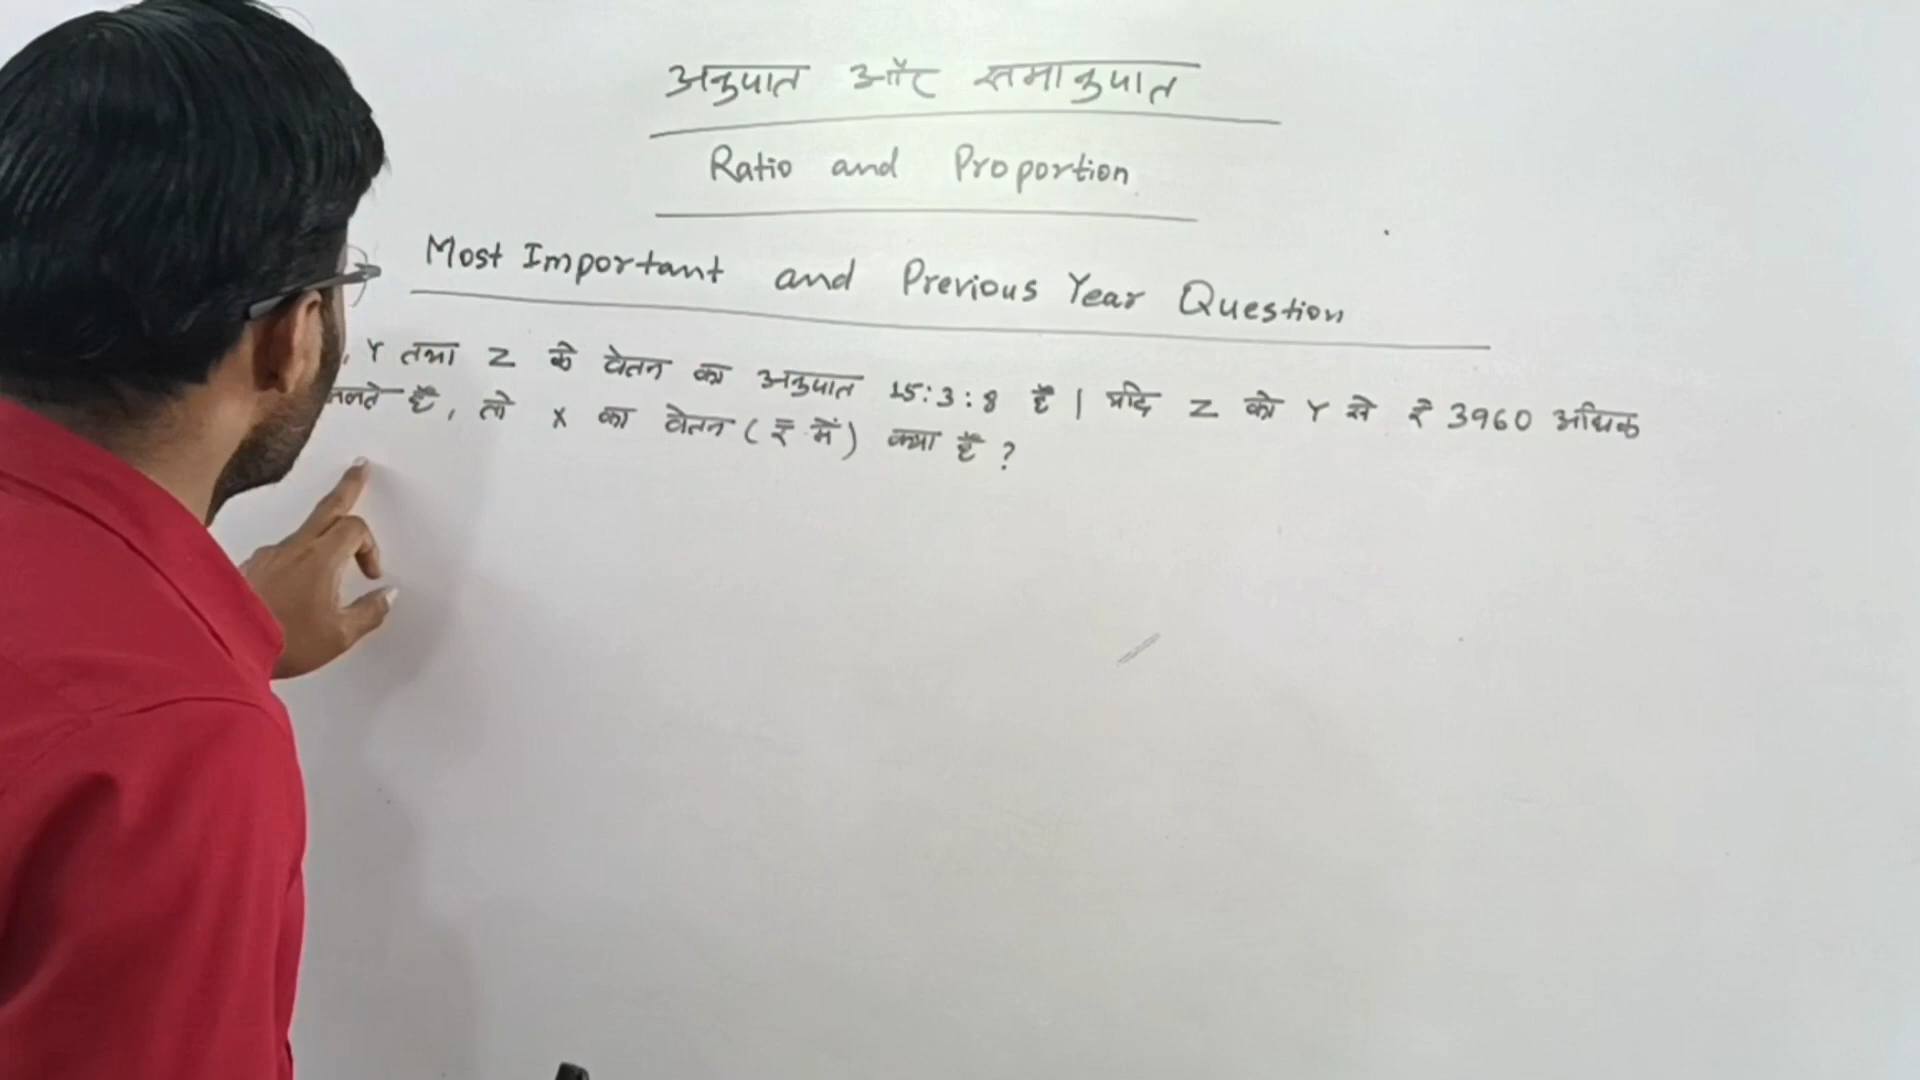 अनुपात और समानुपात
Ratio and Proportion
Most Important and Previous Year Question
, Y तथा Z के वेतन का अनुपात 15:3:8 है | यदि Z को Y से ₹ 3960 अधिक
है, तो X का वेतन (₹ में) क्या है ?